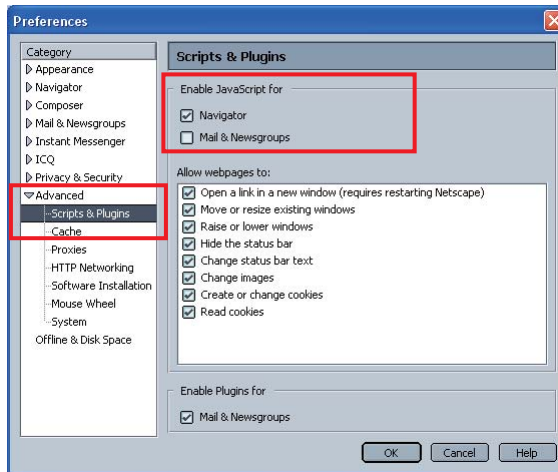 Preferences
Category
Appearance
Navigator
Composer
Mail & Newsgroups
Instant Messenger
ICQ
Privacy & Security
Advanced
Scripts & Plugins
Cache
Proxies
HTTP Networking
Software Installation
Mouse Wheel
System
Offline & Disk Space
Scripts & Plugins
Enable JavaScript for
Navigator
Mail & Newsgroups
Allow webpages to:
Open a link in a new window (requires restarting Netscape)
Move or resize existing windows
Raise or lower windows
Hide the status bar
Change status bar text
Change images
Create or change cookies
Read cookies
Enable Plugins for
Mail & Newsgroups
OK Cancel Help